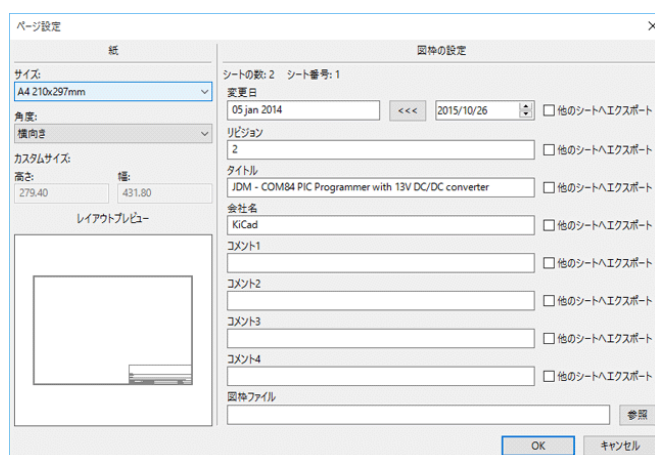 ページ設定
紙
サイズ:
A4 210x297mm
角度:
横向き
カスタムサイズ:
高さ: 幅:
279.40 431.80
レイアウトプレビュー
図枠の設定
シートの数: 2 シート番号: 1
変更日
05 jan 2014 <<< 2015/10/26 他のシートへエクスポート
リビジョン
2 他のシートへエクスポート
タイトル
JDM - COM84 PIC Programmer with 13V DC/DC converter 他のシートへエクスポート
会社名
KiCad 他のシートへエクスポート
コメント1
他のシートへエクスポート
コメント2
他のシートへエクスポート
コメント3
他のシートへエクスポート
コメント4
他のシートへエクスポート
図枠ファイル
参照
OK キャンセル